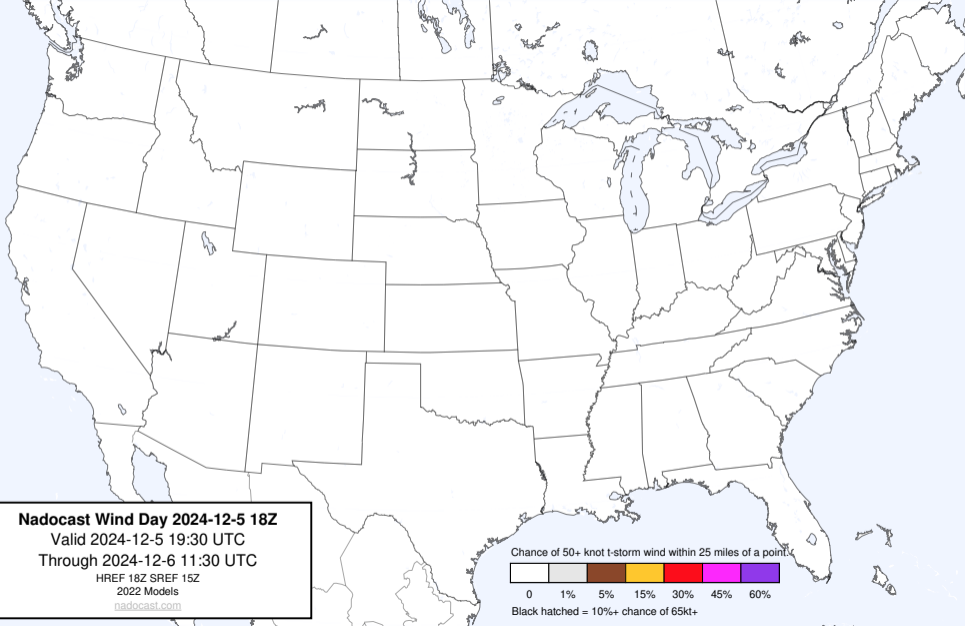 Nadocast Wind Day 2024-12-5 18Z
Valid 2024-12-5 19:30 UTC
Through 2024-12-6 11:30 UTC
HREF 18Z SREF 15Z
2022 Models
nadocast.com
Chance of 50+ knot t-storm wind within 25 miles of a point.
0 1% 5% 15% 30% 45% 60%
Black hatched = 10%+ chance of 65kt+